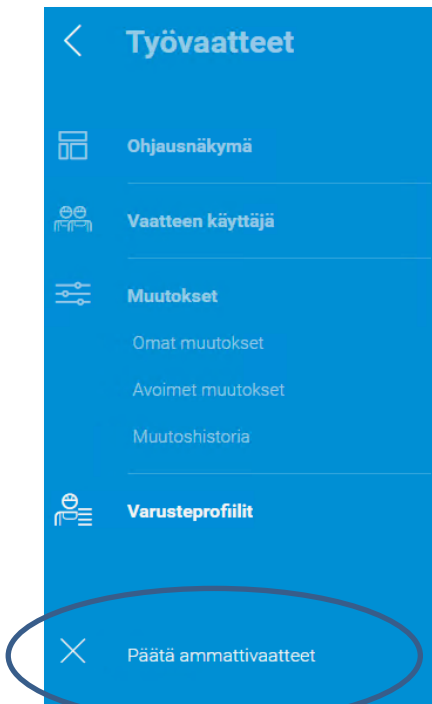 Työvaatteet
Ohjausnäkymä
Vaatteen käyttäjä
Muutokset
Omat muutokset
Avoimet muutokset
Muutoshistoria
Varusteprofiilit
Päätä ammattivaatteet